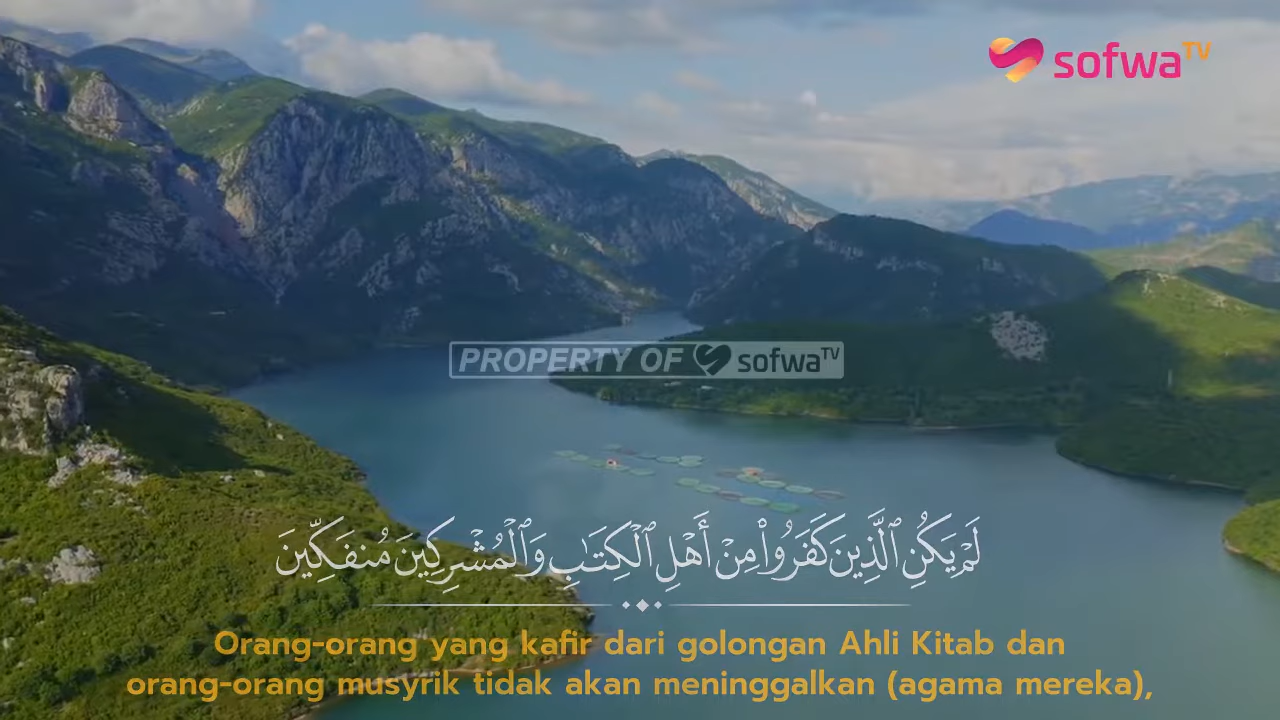 sofwa TV
PROPERTY OF sofwa TV
لَمْ يَكُنِ ٱلَّذِينَ كَفَرُوا۟ مِنْ أَهْلِ ٱلْكِتَـٰبِ وَٱلْمُشْرِكِينَ مُنفَكِّينَ
Orang-orang yang kafir dari golongan Ahli Kitab dan
orang-orang musyrik tidak akan meninggalkan (agama mereka),